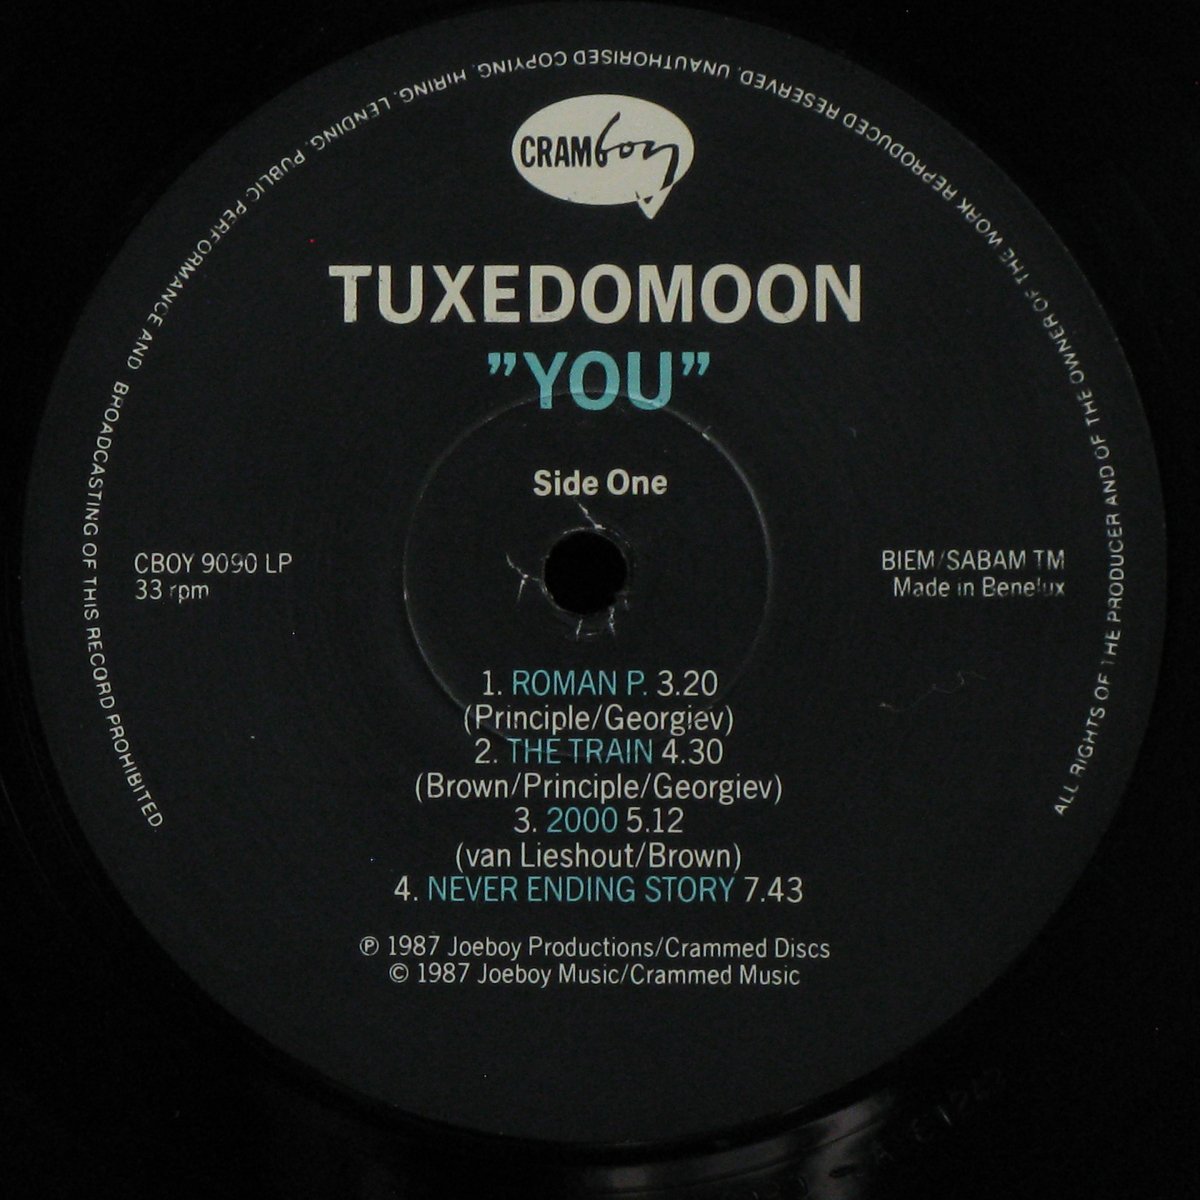 CRAMboy
TUXEDOMOON
”YOU”
Side One
CBOY 9090 LP
33 rpm
BIEM/SABAM TM
Made in Benelux
1. ROMAN P. 3.20
(Principle/Georgiev)
2. THE TRAIN 4.30
(Brown/Principle/Georgiev)
3. 2000 5.12
(van Lieshout/Brown)
4. NEVER ENDING STORY 7.43
℗ 1987 Joeboy Productions/Crammed Discs
© 1987 Joeboy Music/Crammed Music
ALL RIGHTS OF THE PRODUCER AND OF THE OWNER OF THE WORK REPRODUCED RESERVED. UNAUTHORISED COPYING, HIRING, LENDING, PUBLIC PERFORMANCE AND BROADCASTING OF THIS RECORD PROHIBITED.